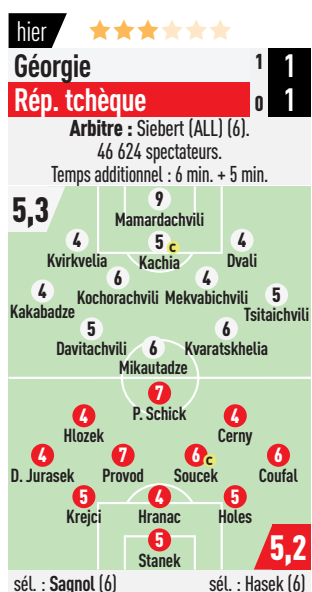 hier
Géorgie 1 1
Rép. tchèque 0 1
Arbitre : Siebert (ALL) (6).
46 624 spectateurs.
Temps additionnel : 6 min. + 5 min.
5,3
9
Mamardachvili
4 5 C 4
Kvirkvelia Kachia Dvali
6 4
Kochorachvili Mekvabichvili
4 5
Kakabadze Tsitaichvili
5 6
Davitachvili Kvaratskhelia
6
Mikautadze
7
P. Schick
4 4
Hlozek Cerny
4 7 6 C 6
D. Jurasek Provod Soucek Coufal
5 4 5
Krejci Hranac Holes
5
Stanek
5,2
sél. : Sagnol (6) sél. : Hasek (6)